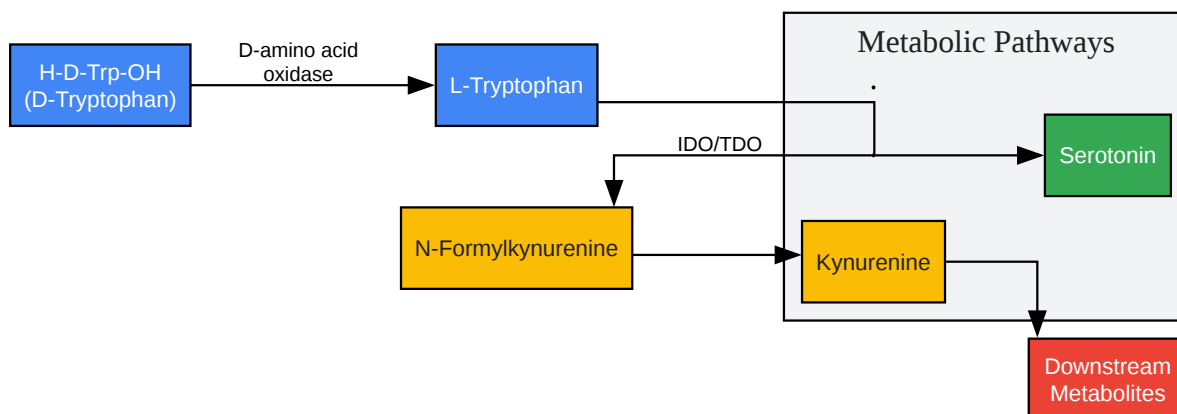 Metabolic Pathways
D-amino acid
oxidase
H-D-Trp-OH
(D-Tryptophan)
L-Tryptophan
IDO/TDO
Serotonin
N-Formylkynurenine
Kynurenine
Downstream
Metabolites